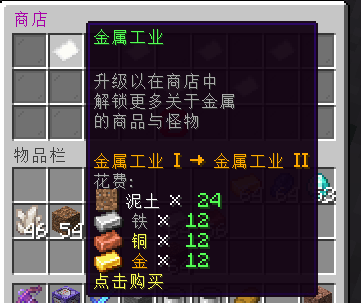 商店
金属工业
升级以在商店中
解锁更多关于金属
的商品与怪物
物品栏
金属工业 I → 金属工业 II
花费:
泥土 × 24
铁 × 12
铜 × 12
金 × 12
点击购买
54